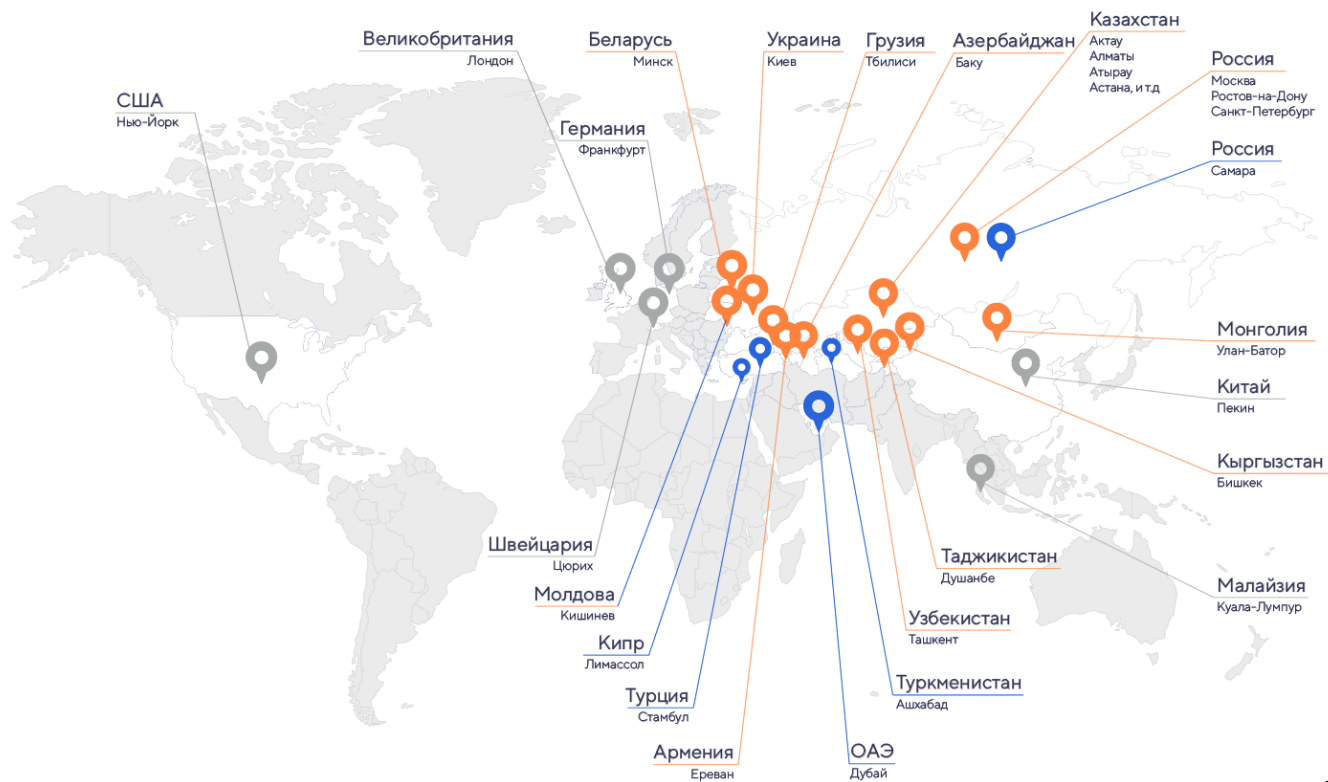 Великобритания
Лондон
Беларусь
Минск
Украина
Киев
Грузия
Тбилиси
Азербайджан
Баку
Казахстан
Актау
Алматы
Атырау
Астана, и т.д
Россия
Москва
Ростов-на-Дону
Санкт-Петербург
США
Нью-Йорк
Германия
Франкфурт
Россия
Самара
Монголия
Улан-Батор
Китай
Пекин
Кыргызстан
Бишкек
Швейцария
Цюрих
Таджикистан
Душанбе
Молдова
Кишинев
Малайзия
Куала-Лумпур
Узбекистан
Ташкент
Кипр
Лимассол
Турция
Стамбул
Туркменистан
Ашхабад
Армения
Ереван
ОАЭ
Дубай